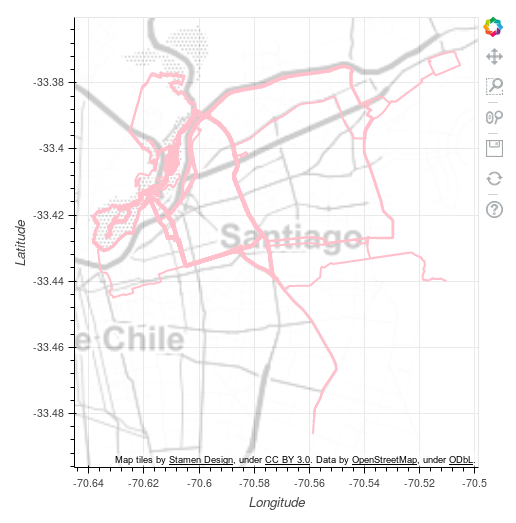 -33.38
-33.4
-33.42
-33.44
-33.46
-33.48
Latitude
Santiago
e Chile
Map tiles by Stamen Design, under CC BY 3.0. Data by OpenStreetMap, under ODbL.
-70.64
-70.62
-70.6
-70.58
-70.56
-70.54
-70.52
-70.5
Longitude